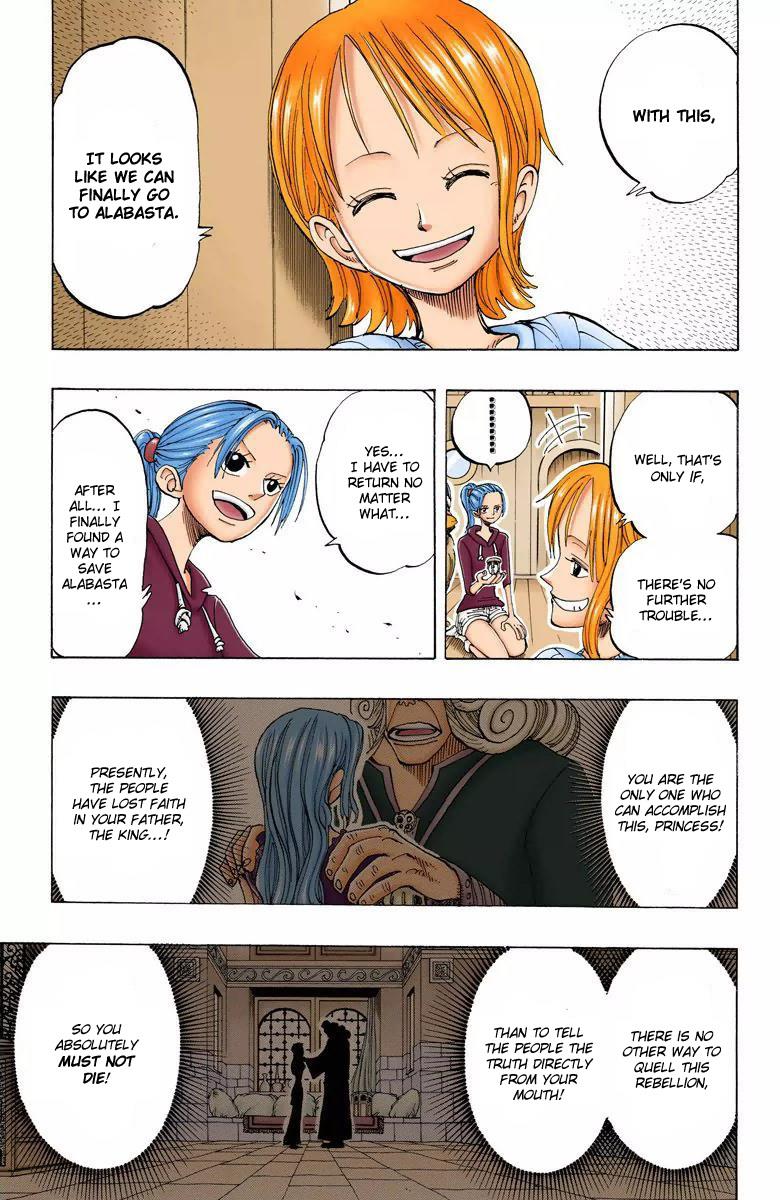 WITH THIS,
IT LOOKS
LIKE WE CAN
FINALLY GO
TO ALABASTA.
WELL, THAT'S
ONLY IF,
THERE'S NO
FURTHER
TROUBLE...
.........
YES...
I HAVE TO
RETURN NO
MATTER
WHAT...
AFTER
ALL... I
FINALLY
FOUND A
WAY TO
SAVE
ALABASTA
...
YOU ARE THE
ONLY ONE WHO
CAN ACCOMPLISH
THIS, PRINCESS!
PRESENTLY,
THE PEOPLE
HAVE LOST FAITH
IN YOUR FATHER,
THE KING...!
THERE IS NO
OTHER WAY TO
QUELL THIS
REBELLION,
THAN TO TELL
THE PEOPLE THE
TRUTH DIRECTLY
FROM YOUR
MOUTH!
SO YOU
ABSOLUTELY
MUST NOT
DIE!